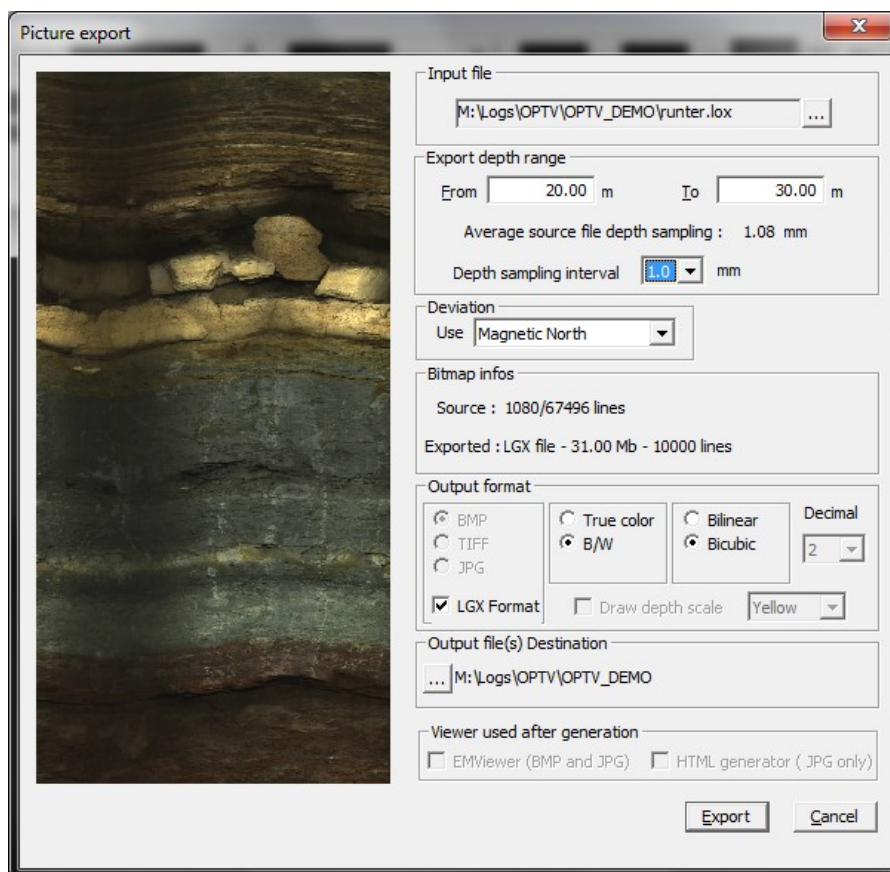 Picture export
x
Input file
M:\Logs\OPTV\OPTV_DEMO\runter.lox ...
Export depth range
From 20.00 m To 30.00 m
Average source file depth sampling : 1.08 mm
Depth sampling interval 1.0 mm
Deviation
Use Magnetic North
Bitmap infos
Source : 1080/67496 lines
Exported : LGX file - 31.00 Mb - 10000 lines
Output format
BMP True color Bilinear Decimal
TIFF B/W Bicubic 2
JPG
LGX Format Draw depth scale Yellow
Output file(s) Destination
... M:\Logs\OPTV\OPTV_DEMO
Viewer used after generation
EMViewer (BMP and JPG) HTML generator ( JPG only)
Export Cancel